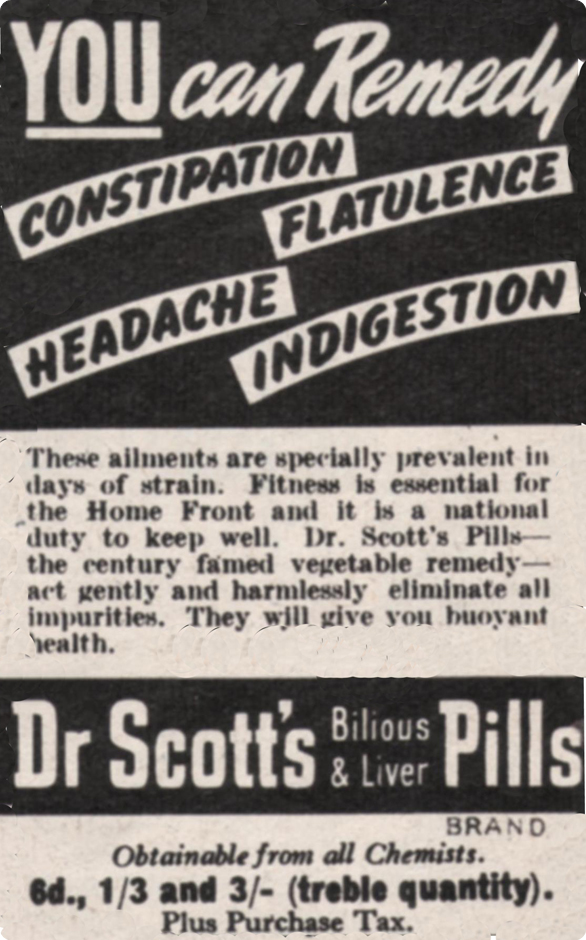 YOU can Remedy
CONSTIPATION
FLATULENCE
HEADACHE
INDIGESTION
These ailments are specially prevalent in
days of strain. Fitness is essential for
the Home Front and it is a national
duty to keep well. Dr. Scott's Pills—
the century famed vegetable remedy—
act gently and harmlessly eliminate all
impurities. They will give you buoyant
health.
Dr Scott's Bilious & Liver Pills
BRAND
Obtainable from all Chemists.
6d., 1/3 and 3/- (treble quantity).
Plus Purchase Tax.